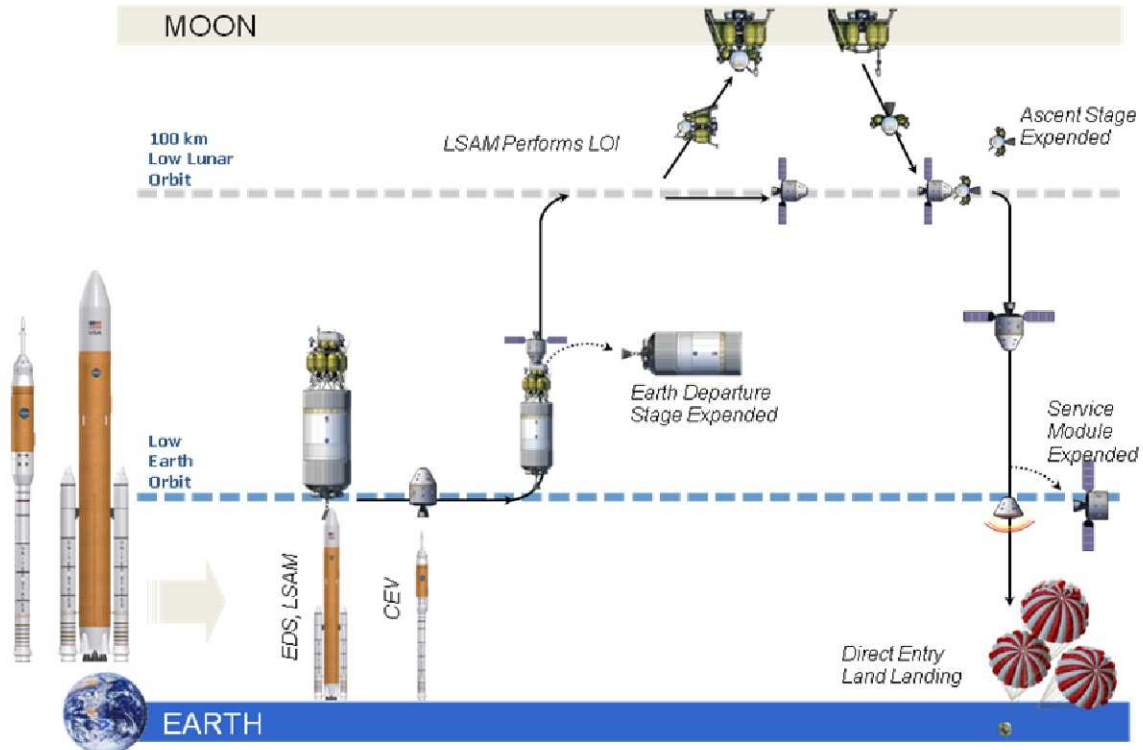 MOON
100 km
Low Lunar
Orbit
LSAM Performs LOI
Ascent Stage
Expended
Earth Departure
Stage Expended
Service
Module
Expended
Low
Earth
Orbit
USA
EDS, LSAM
CEV
Direct Entry
Land Landing
EARTH